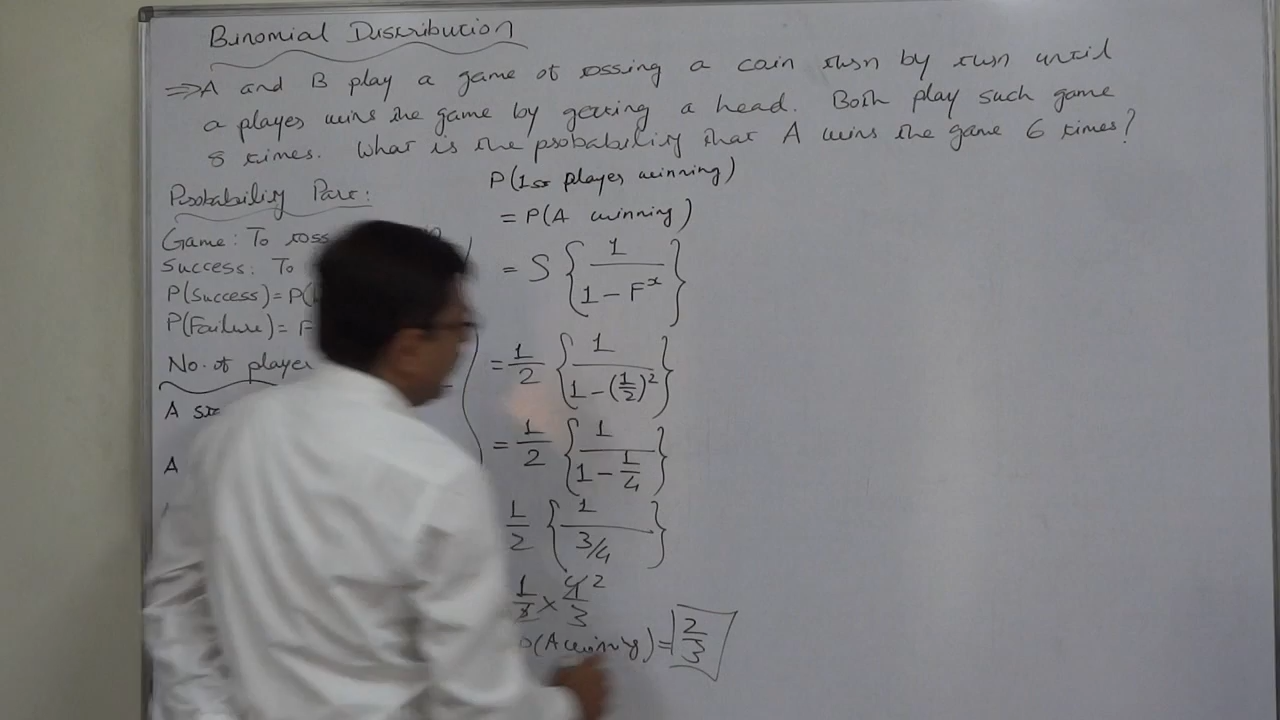 Binomial Distribution
⇒ A and B play a game of tossing a coin turn by turn until
a player wins the game by getting a head. Both play such game
8 times. What is the probability that A wins the game 6 times?
Probability Part:
Game: To toss
Success: To
P(Success) = P(
P(Failure) = F
No. of player
A
A
P(1st player winning)
= P(A winning)
= S { 1 / (1 - F^x) }
= 1/2 { 1 / (1 - (1/2)^2) }
= 1/2 { 1 / (1 - 1/4) }
1/2 { 1 / (3/4) }
1/2 × 4/3 2
(A winning) = 2/3